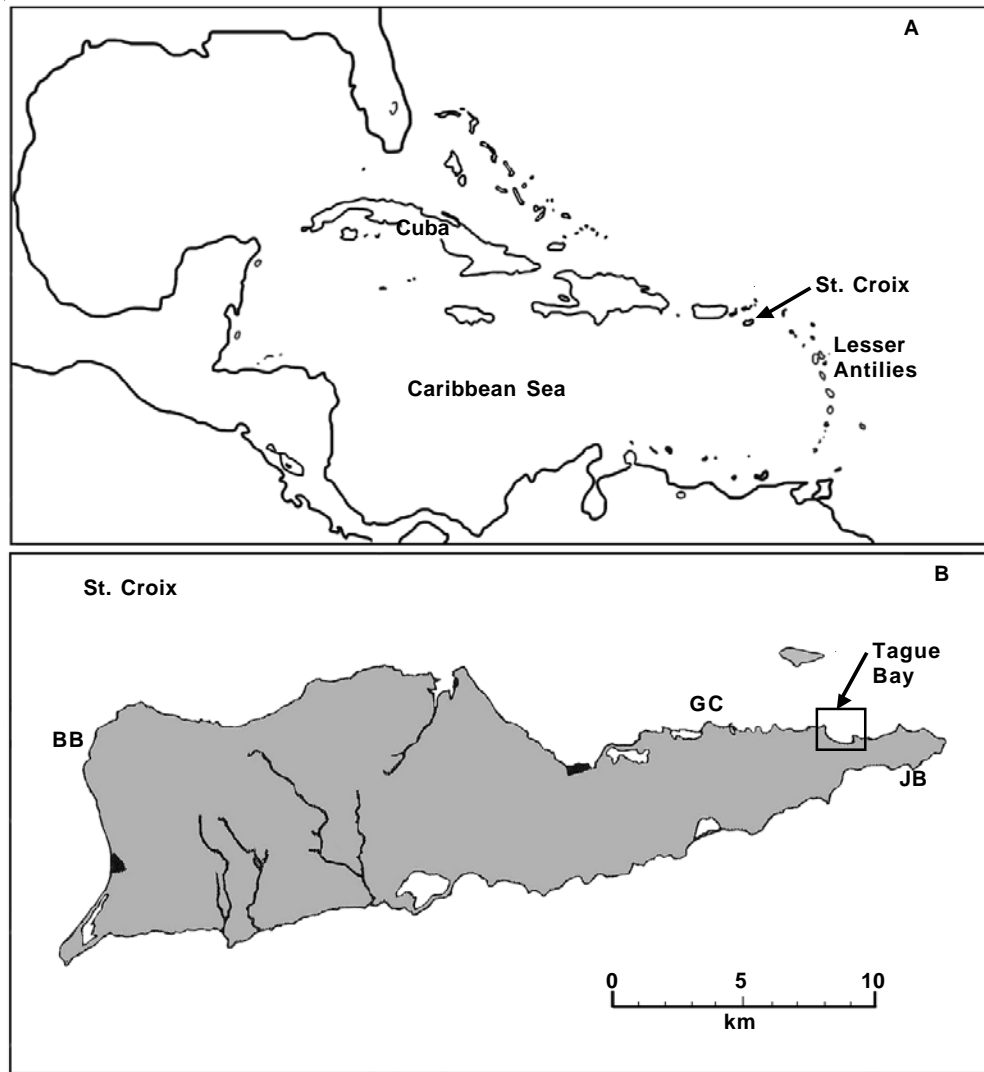 A
Cuba
St. Croix
Lesser
Antilies
Caribbean Sea
St. Croix
B
Tague
Bay
GC
BB
JB
0 5 10
km